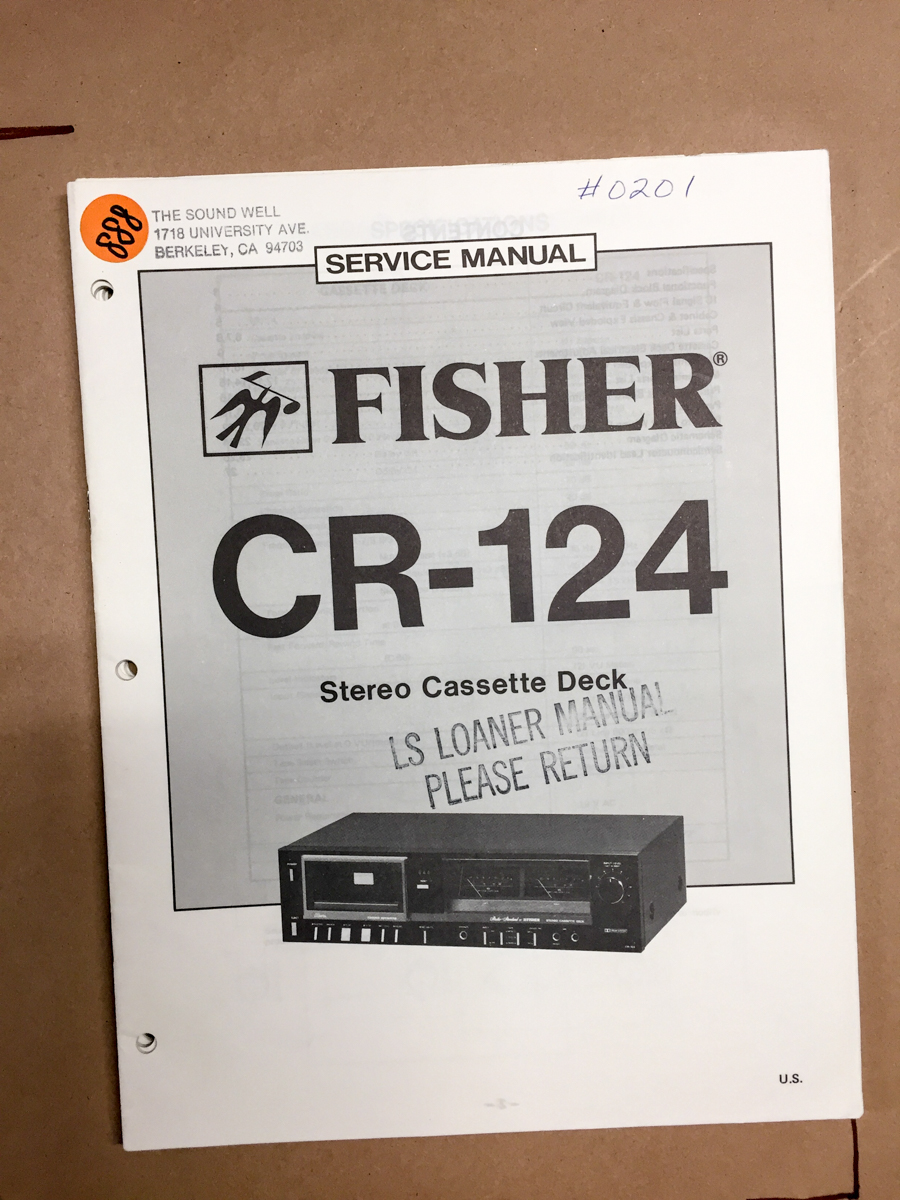 #0201
888
THE SOUND WELL
1718 UNIVERSITY AVE.
BERKELEY, CA 94703
SERVICE MANUAL
FISHER®
CR-124
Stereo Cassette Deck
LS LOANER MANUAL
PLEASE RETURN
U.S.